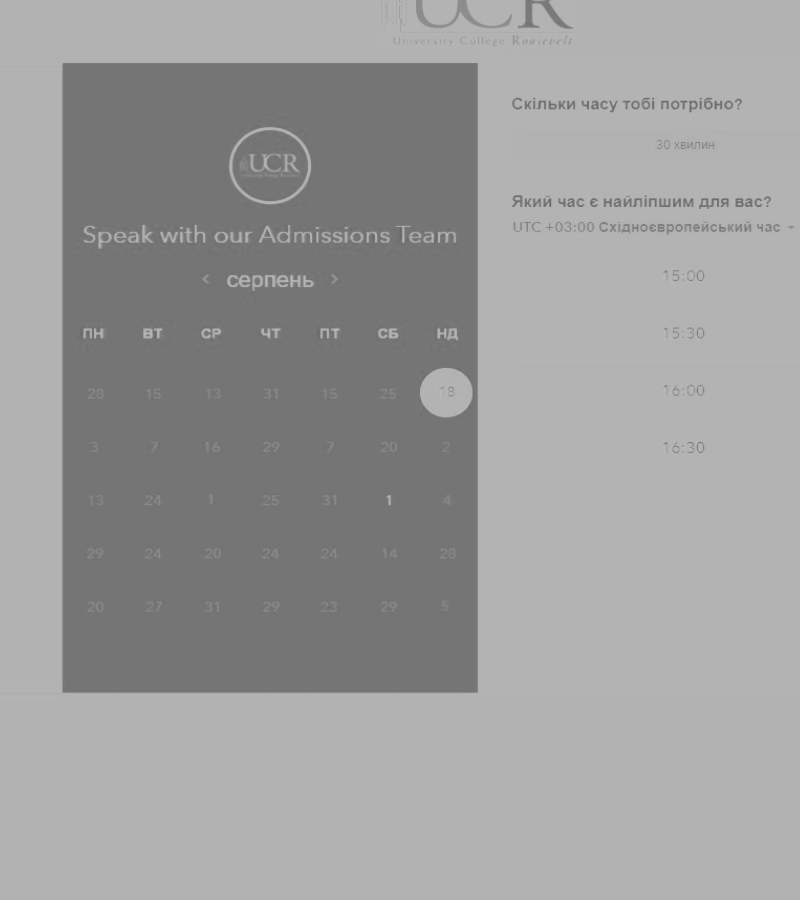 UCR
University College Roosevelt
UCR
Speak with our Admissions Team
< серпень >
ПН ВТ СР ЧТ ПТ СБ НД
28 15 13 31 15 25 18
3 7 16 29 7 20 2
13 24 1 25 31 1 4
29 24 20 24 24 14 28
20 27 31 29 23 29 5
Скільки часу тобі потрібно?
30 хвилин
Який час є найліпшим для вас?
UTC +03:00 Східноєвропейський час
15:00
15:30
16:00
16:30